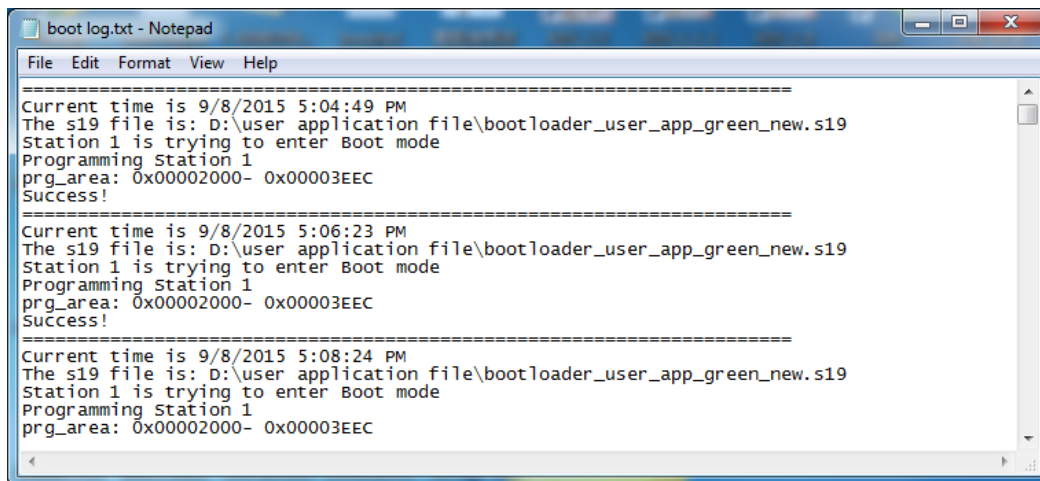 boot log.txt - Notepad
File Edit Format View Help
======================================================================
Current time is 9/8/2015 5:04:49 PM
The s19 file is: D:\user application file\bootloader_user_app_green_new.s19
Station 1 is trying to enter Boot mode
Programming Station 1
prg_area: 0x00002000- 0x00003EEC
Success!
======================================================================
Current time is 9/8/2015 5:06:23 PM
The s19 file is: D:\user application file\bootloader_user_app_green_new.s19
Station 1 is trying to enter Boot mode
Programming Station 1
prg_area: 0x00002000- 0x00003EEC
Success!
======================================================================
Current time is 9/8/2015 5:08:24 PM
The s19 file is: D:\user application file\bootloader_user_app_green_new.s19
Station 1 is trying to enter Boot mode
Programming Station 1
prg_area: 0x00002000- 0x00003EEC